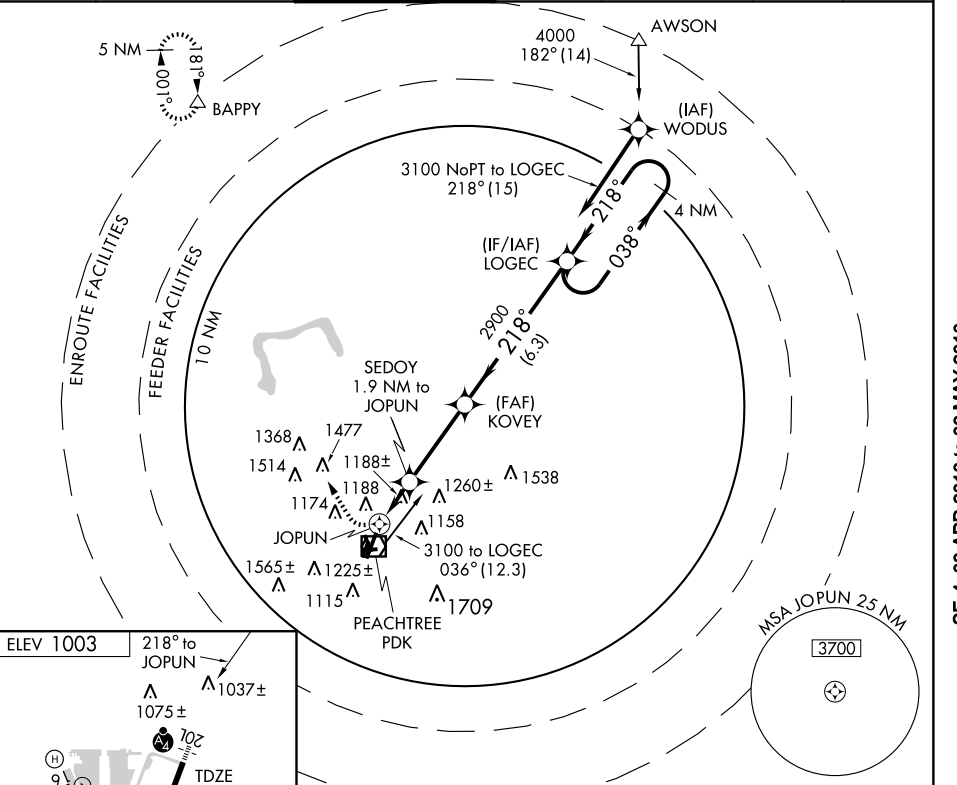 AWSON
4000
182° (14)
5 NM
181°
001°
BAPPY
(IAF)
WODUS
3100 NoPT to LOGEC
218° (15)
218°
4 NM
038°
(IF/IAF)
LOGEC
ENROUTE FACILITIES
FEEDER FACILITIES
10 NM
2900
218°
(6.3)
SEDOY
1.9 NM to
JOPUN
(FAF)
KOVEY
1368
1477
1514
1188±
1188
1260±
1538
1174
1158
JOPUN
3100 to LOGEC
036° (12.3)
1565±
1225±
1115
1709
PEACHTREE
PDK
MSA JOPUN 25 NM
3700
ELEV 1003
218° to
JOPUN
1037±
1075±
A4
20L
H
TDZE